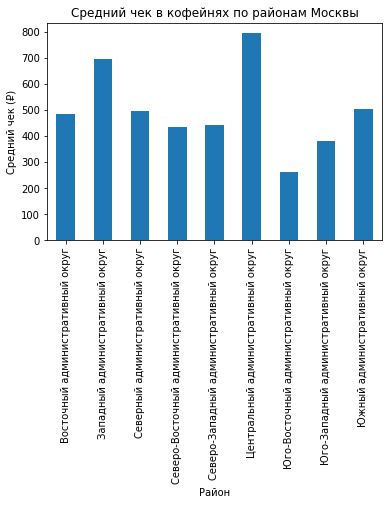 Средний чек в кофейнях по районам Москвы
Средний чек (₽)
800
700
600
500
400
300
200
100
0
Восточный административный округ
Западный административный округ
Северный административный округ
Северо-Восточный административный округ
Северо-Западный административный округ
Центральный административный округ
Юго-Восточный административный округ
Юго-Западный административный округ
Южный административный округ
Район